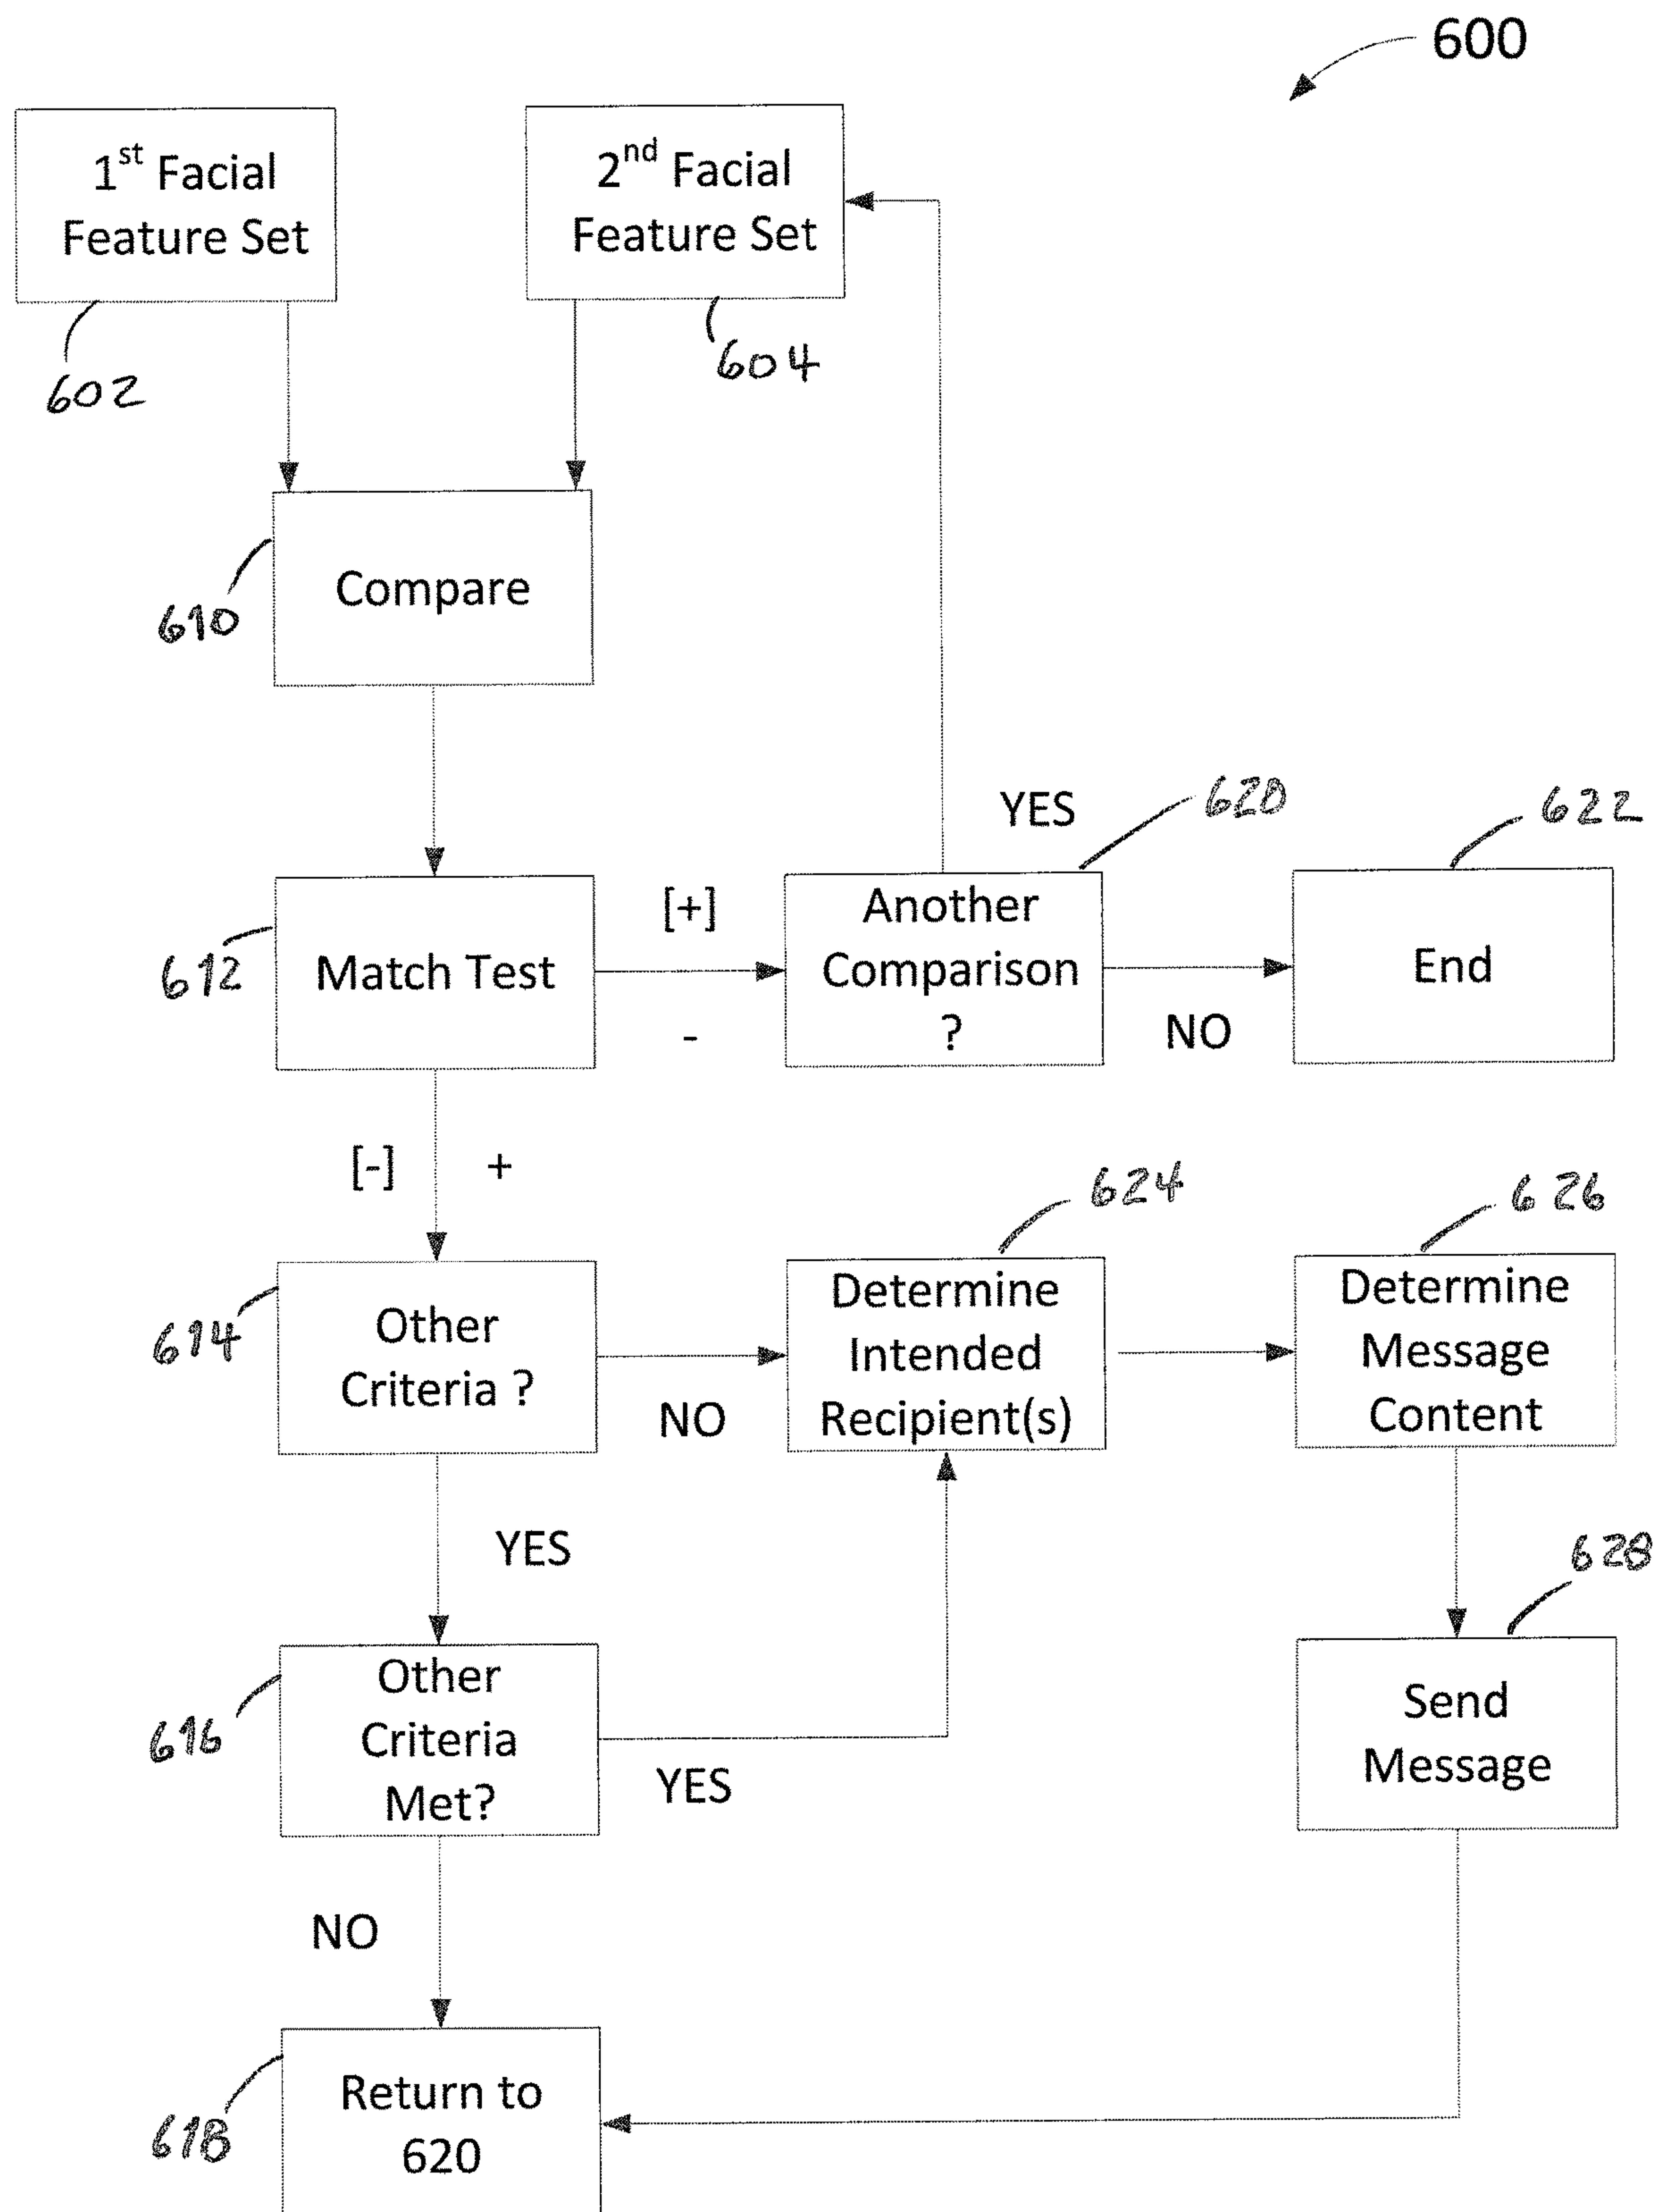 600
1st Facial
Feature Set
2nd Facial
Feature Set
602
604
Compare
610
YES
620
622
Match Test
612
[+]
-
Another
Comparison
?
NO
End
[-] +
624
626
Other
Criteria ?
614
NO
Determine
Intended
Recipient(s)
Determine
Message
Content
YES
628
Other
Criteria
Met?
616
YES
Send
Message
NO
Return to
620
618